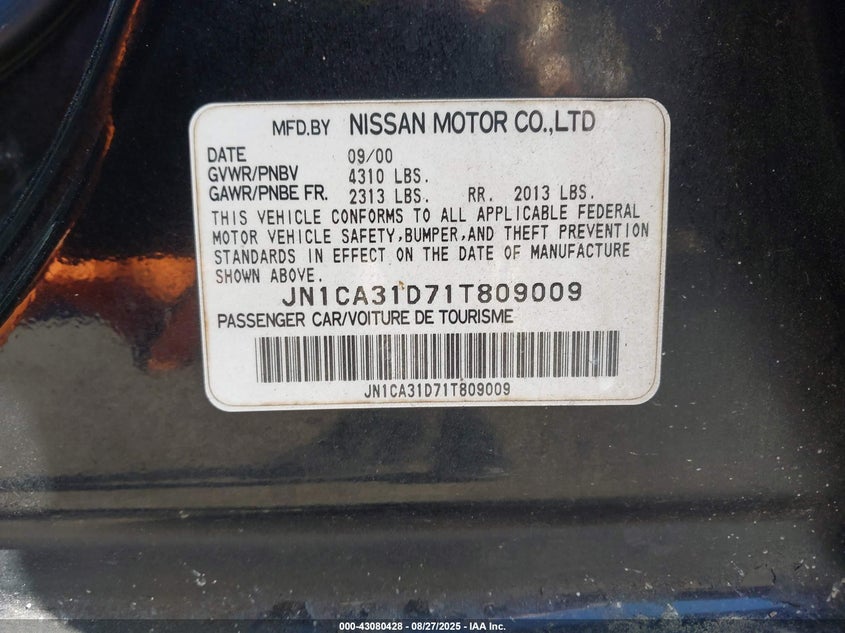 MFD.BY NISSAN MOTOR CO.,LTD
DATE 09/00
GVWR/PNBV 4310 LBS.
GAWR/PNBE FR. 2313 LBS. RR. 2013 LBS.
THIS VEHICLE CONFORMS TO ALL APPLICABLE FEDERAL
MOTOR VEHICLE SAFETY,BUMPER,AND THEFT PREVENTION
STANDARDS IN EFFECT ON THE DATE OF MANUFACTURE
SHOWN ABOVE.
JN1CA31D71T809009
PASSENGER CAR/VOITURE DE TOURISME
JN1CA31D71T809009
000-43080428 - 08/27/2025 - IAA Inc.